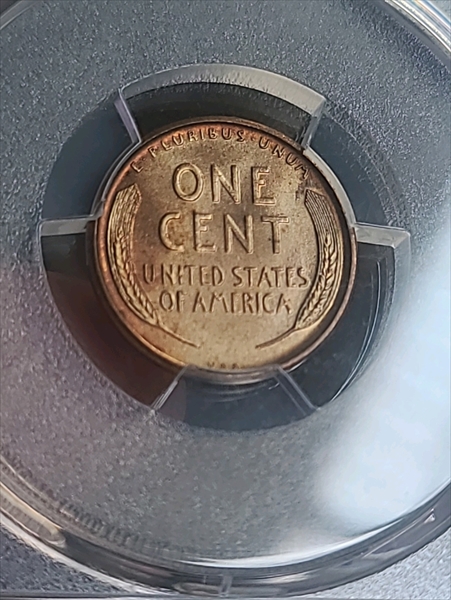 E·PLURIBUS·UNUM
ONE
CENT
UNITED STATES
OF AMERICA